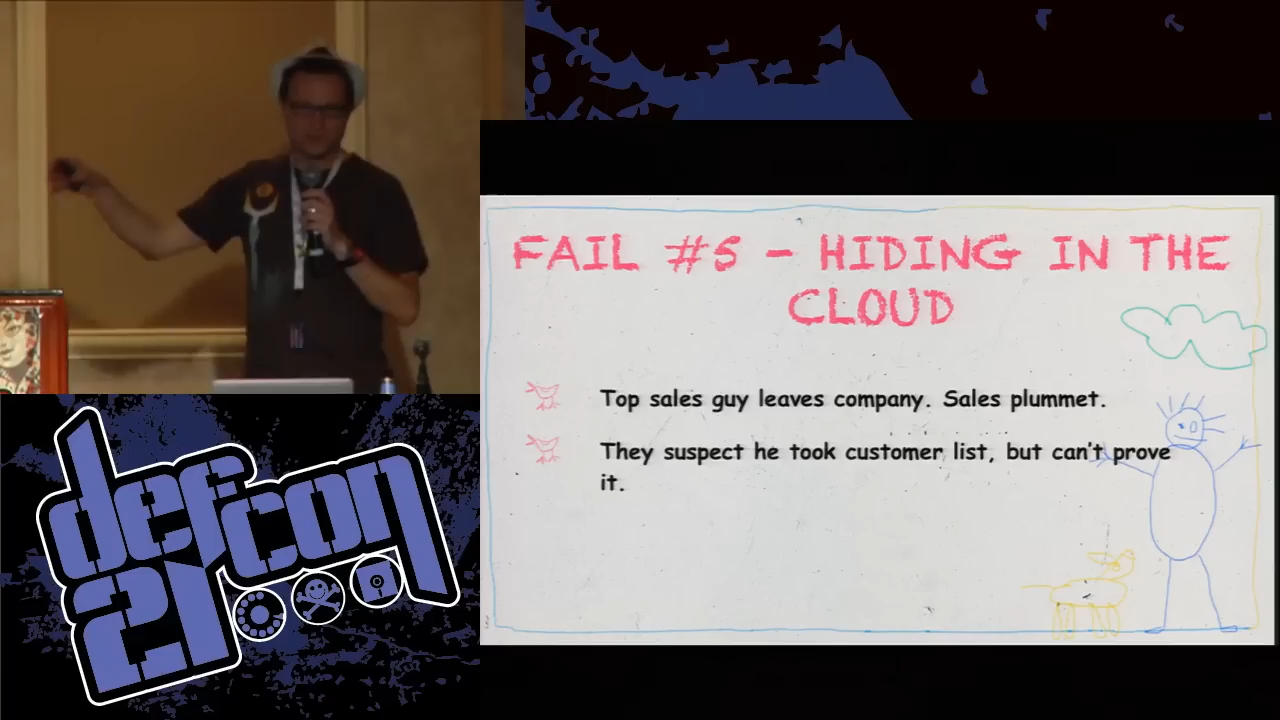 FAIL #5 - HIDING IN THE
CLOUD
Top sales guy leaves company. Sales plummet.
They suspect he took customer list, but can't prove
it.
defcon
21